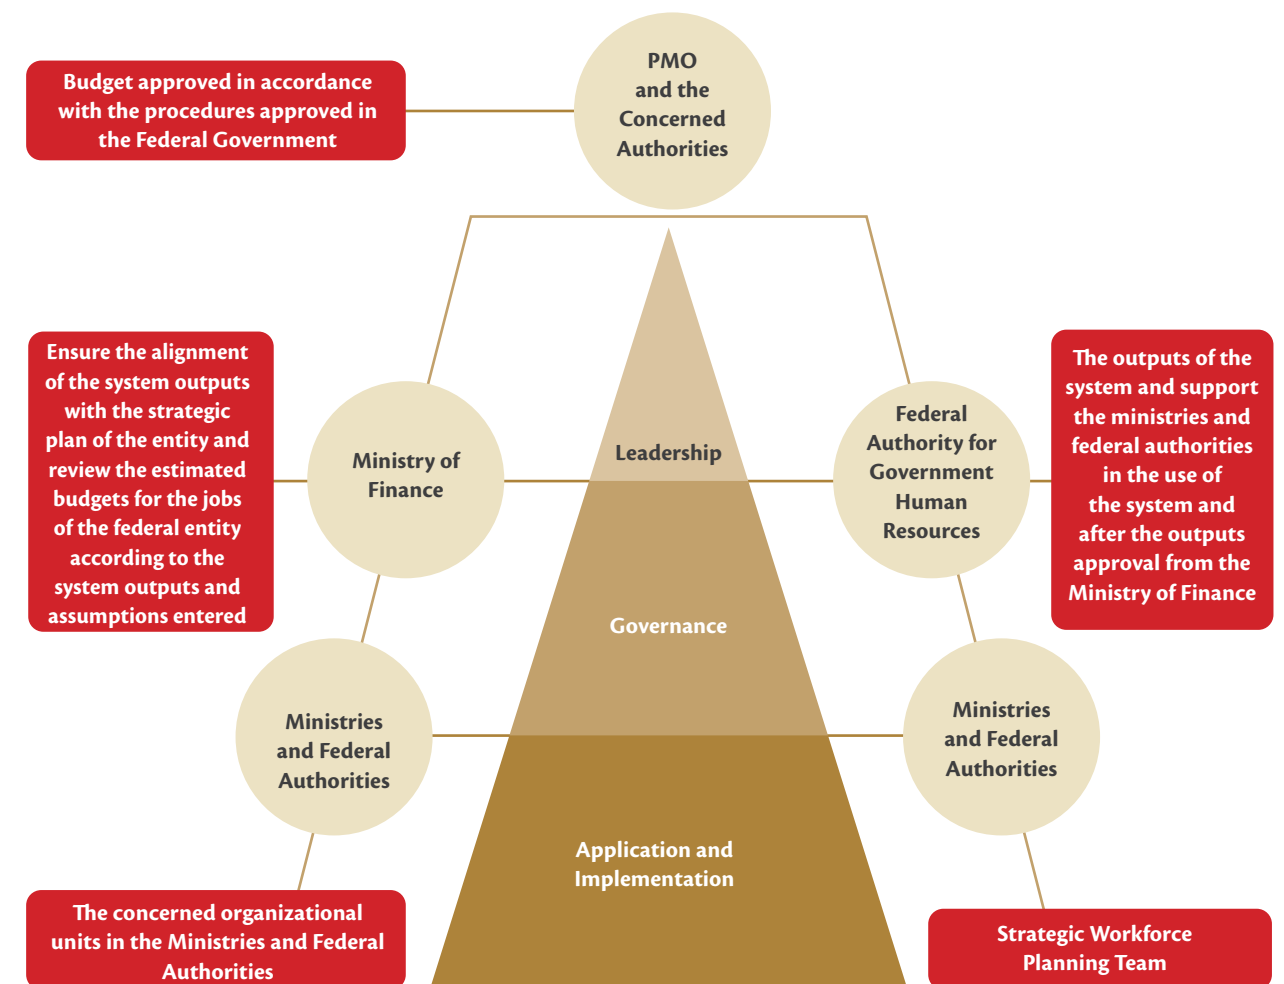 PMO
and the
Concerned
Authorities
Budget approved in accordance
with the procedures approved in
the Federal Government
Ensure the alignment
of the system outputs
with the strategic
plan of the entity and
review the estimated
budgets for the jobs
of the federal entity
according to the
system outputs and
assumptions entered
Ministry of
Finance
Leadership
Federal
Authority for
Government
Human
Resources
The outputs of the
system and support
the ministries and
federal authorities
in the use of
the system and
after the outputs
approval from the
Ministry of Finance
Governance
Ministries
and Federal
Authorities
Ministries
and Federal
Authorities
Application and
Implementation
The concerned organizational
units in the Ministries and Federal
Authorities
Strategic Workforce
Planning Team